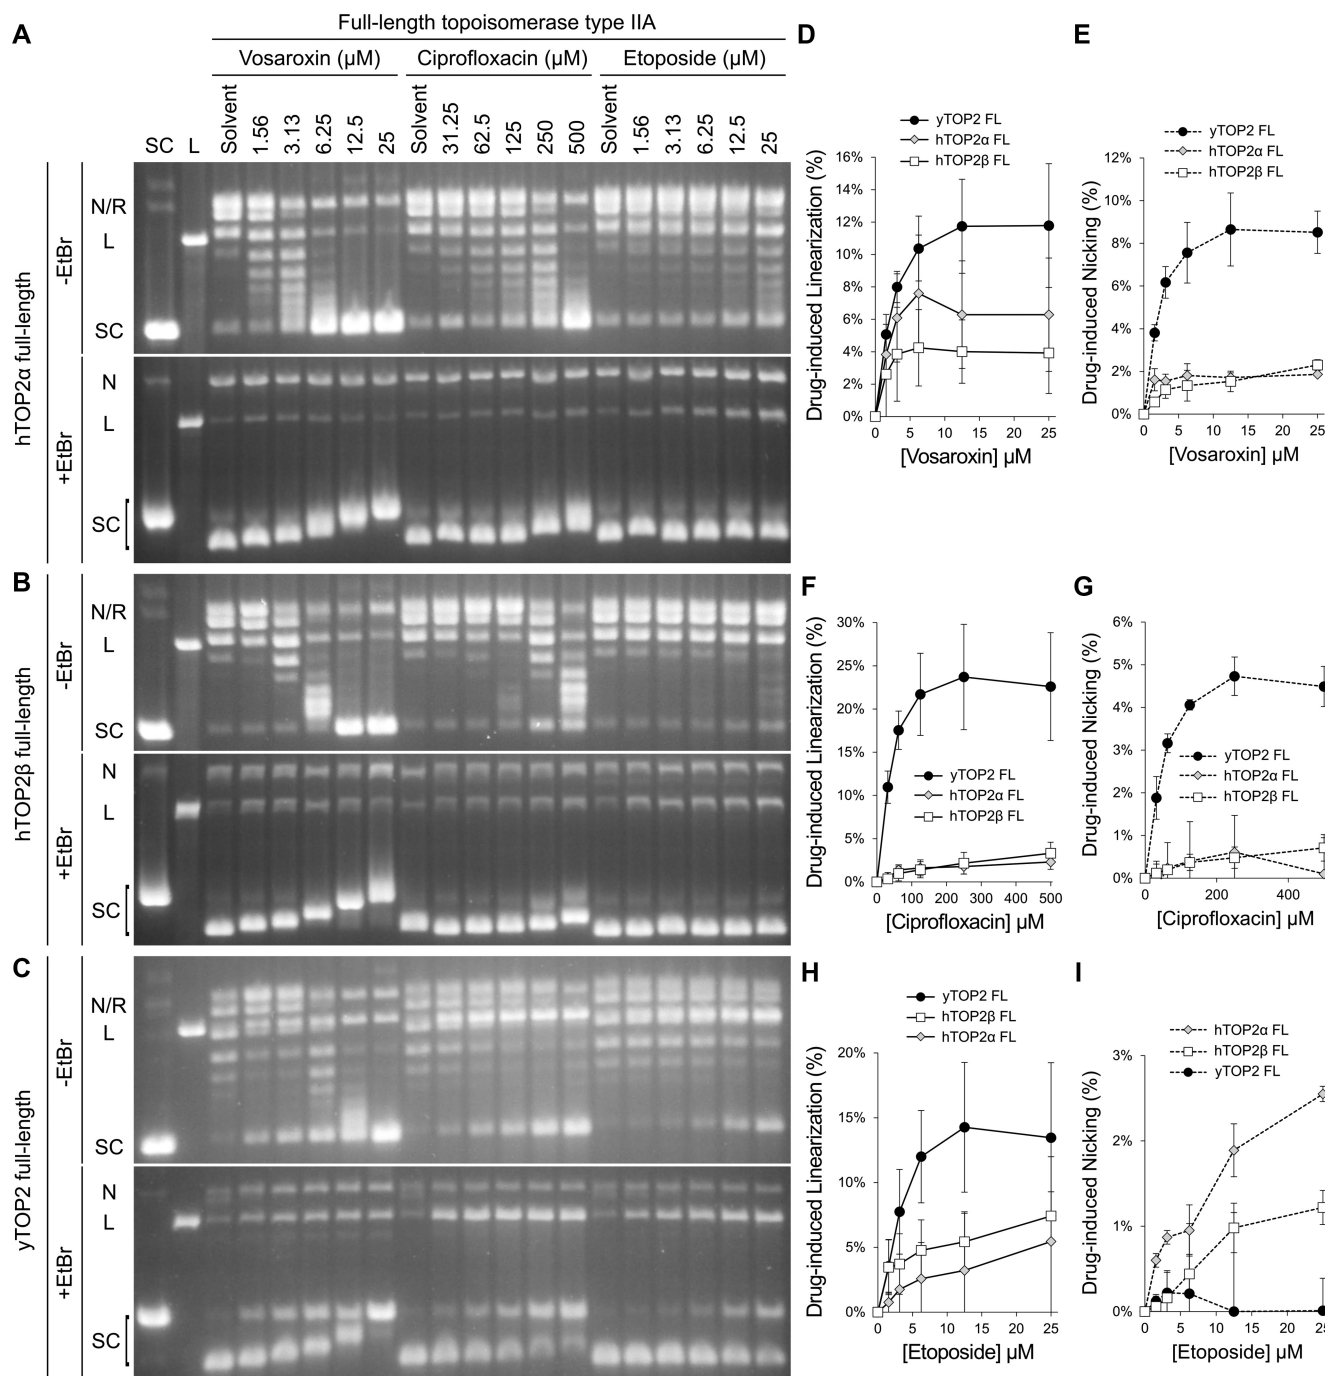 A
Full-length topoisomerase type IIA
Vosaroxin (µM) Ciprofloxacin (µM) Etoposide (µM)
SC L Solvent 1.56 3.13 6.25 12.5 25 Solvent 31.25 62.5 125 250 500 Solvent 1.56 3.13 6.25 12.5 25
hTOP2α full-length
-EtBr
N/R
L
SC
+EtBr
N
L
SC
B
hTOP2β full-length
-EtBr
N/R
L
SC
+EtBr
N
L
SC
C
yTOP2 full-length
-EtBr
N/R
L
SC
+EtBr
N
L
SC
D
yTOP2 FL
hTOP2α FL
hTOP2β FL
Drug-induced Linearization (%)
16%
14%
12%
10%
8%
6%
4%
2%
0%
0 5 10 15 20 25
[Vosaroxin] µM
E
yTOP2 FL
hTOP2α FL
hTOP2β FL
Drug-induced Nicking (%)
12%
10%
8%
6%
4%
2%
0%
0 5 10 15 20 25
[Vosaroxin] µM
F
Drug-induced Linearization (%)
30%
25%
20%
15%
10%
5%
0%
yTOP2 FL
hTOP2α FL
hTOP2β FL
0 100 200 300 400 500
[Ciprofloxacin] µM
G
Drug-induced Nicking (%)
6%
5%
4%
3%
2%
1%
0%
yTOP2 FL
hTOP2α FL
hTOP2β FL
0 200 400
[Ciprofloxacin] µM
H
yTOP2 FL
hTOP2β FL
hTOP2α FL
Drug-induced Linearization (%)
20%
15%
10%
5%
0%
0 5 10 15 20 25
[Etoposide] µM
I
hTOP2α FL
hTOP2β FL
yTOP2 FL
Drug-induced Nicking (%)
3%
2%
1%
0%
0 5 10 15 20 25
[Etoposide] µM